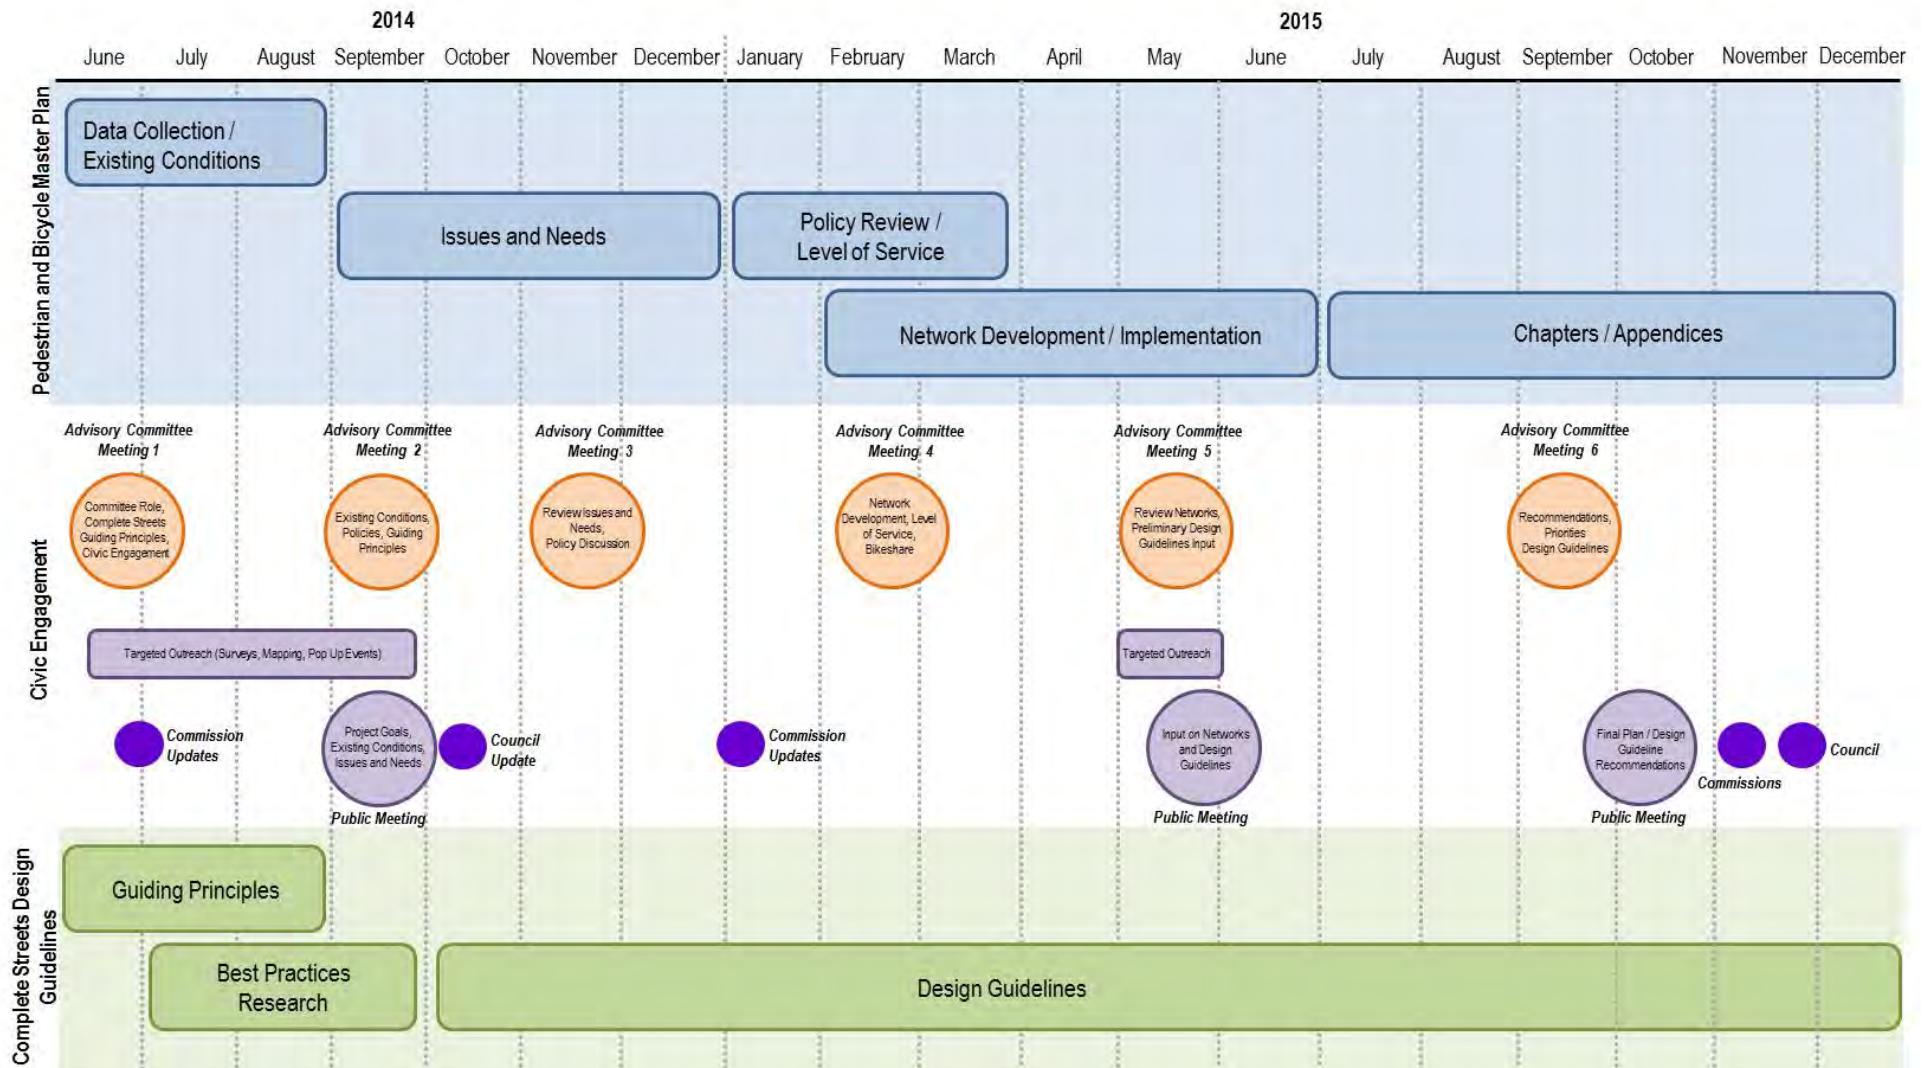 2014
2015
June July August September October November December January February March April May June July August September October November December
Pedestrian and Bicycle Master Plan
Data Collection /
Existing Conditions
Issues and Needs
Policy Review /
Level of Service
Network Development / Implementation
Chapters / Appendices
Civic Engagement
Advisory Committee
Meeting 1
Advisory Committee
Meeting 2
Advisory Committee
Meeting 3
Advisory Committee
Meeting 4
Advisory Committee
Meeting 5
Advisory Committee
Meeting 6
Committee Role,
Complete Streets
Guiding Principles,
Civic Engagement
Existing Conditions,
Policies, Guiding
Principles
Review Issues and
Needs,
Policy Discussion
Network
Development, Level
of Service,
Bikeshare
Review Networks,
Preliminary Design
Guidelines Input
Recommendations,
Priorities
Design Guidelines
Targeted Outreach (Surveys, Mapping, Pop Up Events)
Targeted Outreach
Commission
Updates
Project Goals,
Existing Conditions,
Issues and Needs
Public Meeting
Council
Update
Commission
Updates
Input on Networks
and Design
Guidelines
Public Meeting
Final Plan / Design
Guideline
Recommendations
Public Meeting
Commissions
Council
Complete Streets Design
Guidelines
Guiding Principles
Best Practices
Research
Design Guidelines